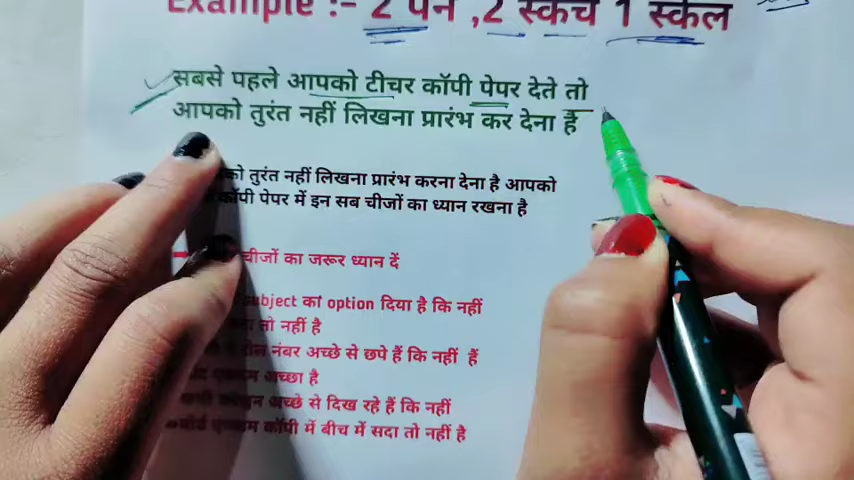 Example :- 2 पेन ,2 स्कैच 1 स्केल
सबसे पहले आपको टीचर कॉपी पेपर देते तो
आपको तुरंत नहीं लिखना प्रारंभ कर देना है
को तुरंत नहीं लिखना प्रारंभ करना देना है आपको
कॉपी पेपर में इन सब चीजों का ध्यान रखना है
चीजों का जरूर ध्यान दें
subject का option दिया है कि नहीं
तो नहीं है
रोल नंबर अच्छे से छपे हैं कि नहीं हैं
अच्छा है
अच्छे से दिख रहे हैं कि नहीं
कॉपी में बीच में सदा तो नहीं है